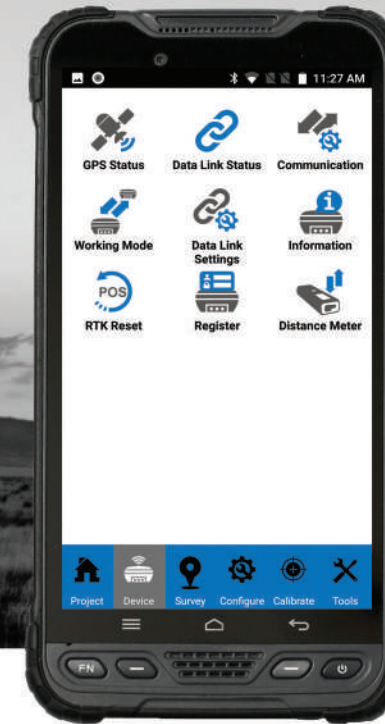 11:27 AM
GPS Status
Data Link Status
Communication
Working Mode
Data Link
Settings
Information
POS
RTK Reset
Register
Distance Meter
Project
Device
Survey
Configure
Calibrate
Tools
FN